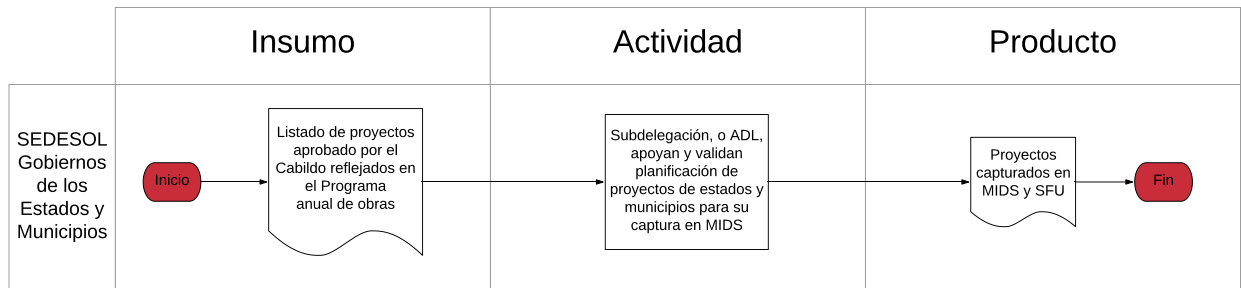 Insumo
Actividad
Producto
SEDESOL
Gobiernos
de los
Estados y
Municipios
Inicio
Listado de proyectos
aprobado por el
Cabildo reflejados en
el Programa
anual de obras
Subdelegación, o ADL,
apoyan y validan
planificación de
proyectos de estados y
municipios para su
captura en MIDS
Proyectos
capturados en
MIDS y SFU
Fin